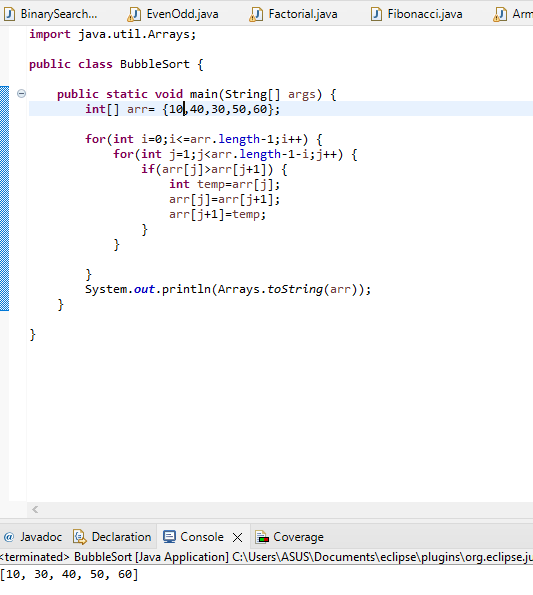 BinarySearch... EvenOdd.java Factorial.java Fibonacci.java Arm
import java.util.Arrays;
public class BubbleSort {
public static void main(String[] args) {
int[] arr= {10,40,30,50,60};
for(int i=0;i<=arr.length-1;i++) {
for(int j=1;j<arr.length-1-i;j++) {
if(arr[j]>arr[j+1]) {
int temp=arr[j];
arr[j]=arr[j+1];
arr[j+1]=temp;
}
}
}
System.out.println(Arrays.toString(arr));
}
}
@ Javadoc Declaration Console Coverage
<terminated> BubbleSort [Java Application] C:\Users\ASUS\Documents\eclipse\plugins\org.eclipse.ju
[10, 30, 40, 50, 60]